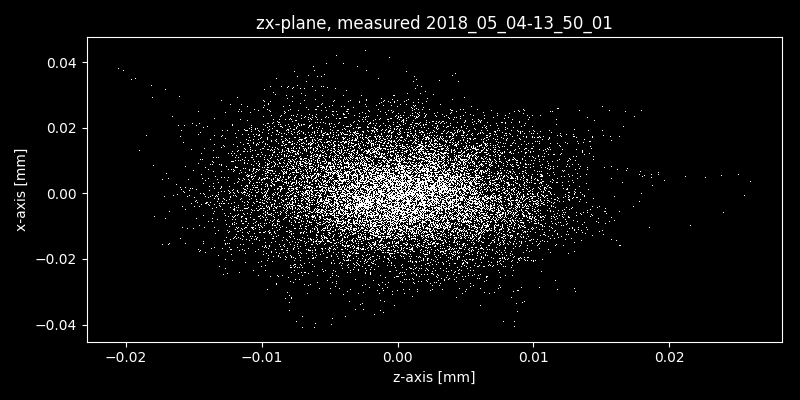 zx-plane, measured 2018_05_04-13_50_01
0.04
0.02
0.00
−0.02
−0.04
x-axis [mm]
−0.02 −0.01 0.00 0.01 0.02
z-axis [mm]